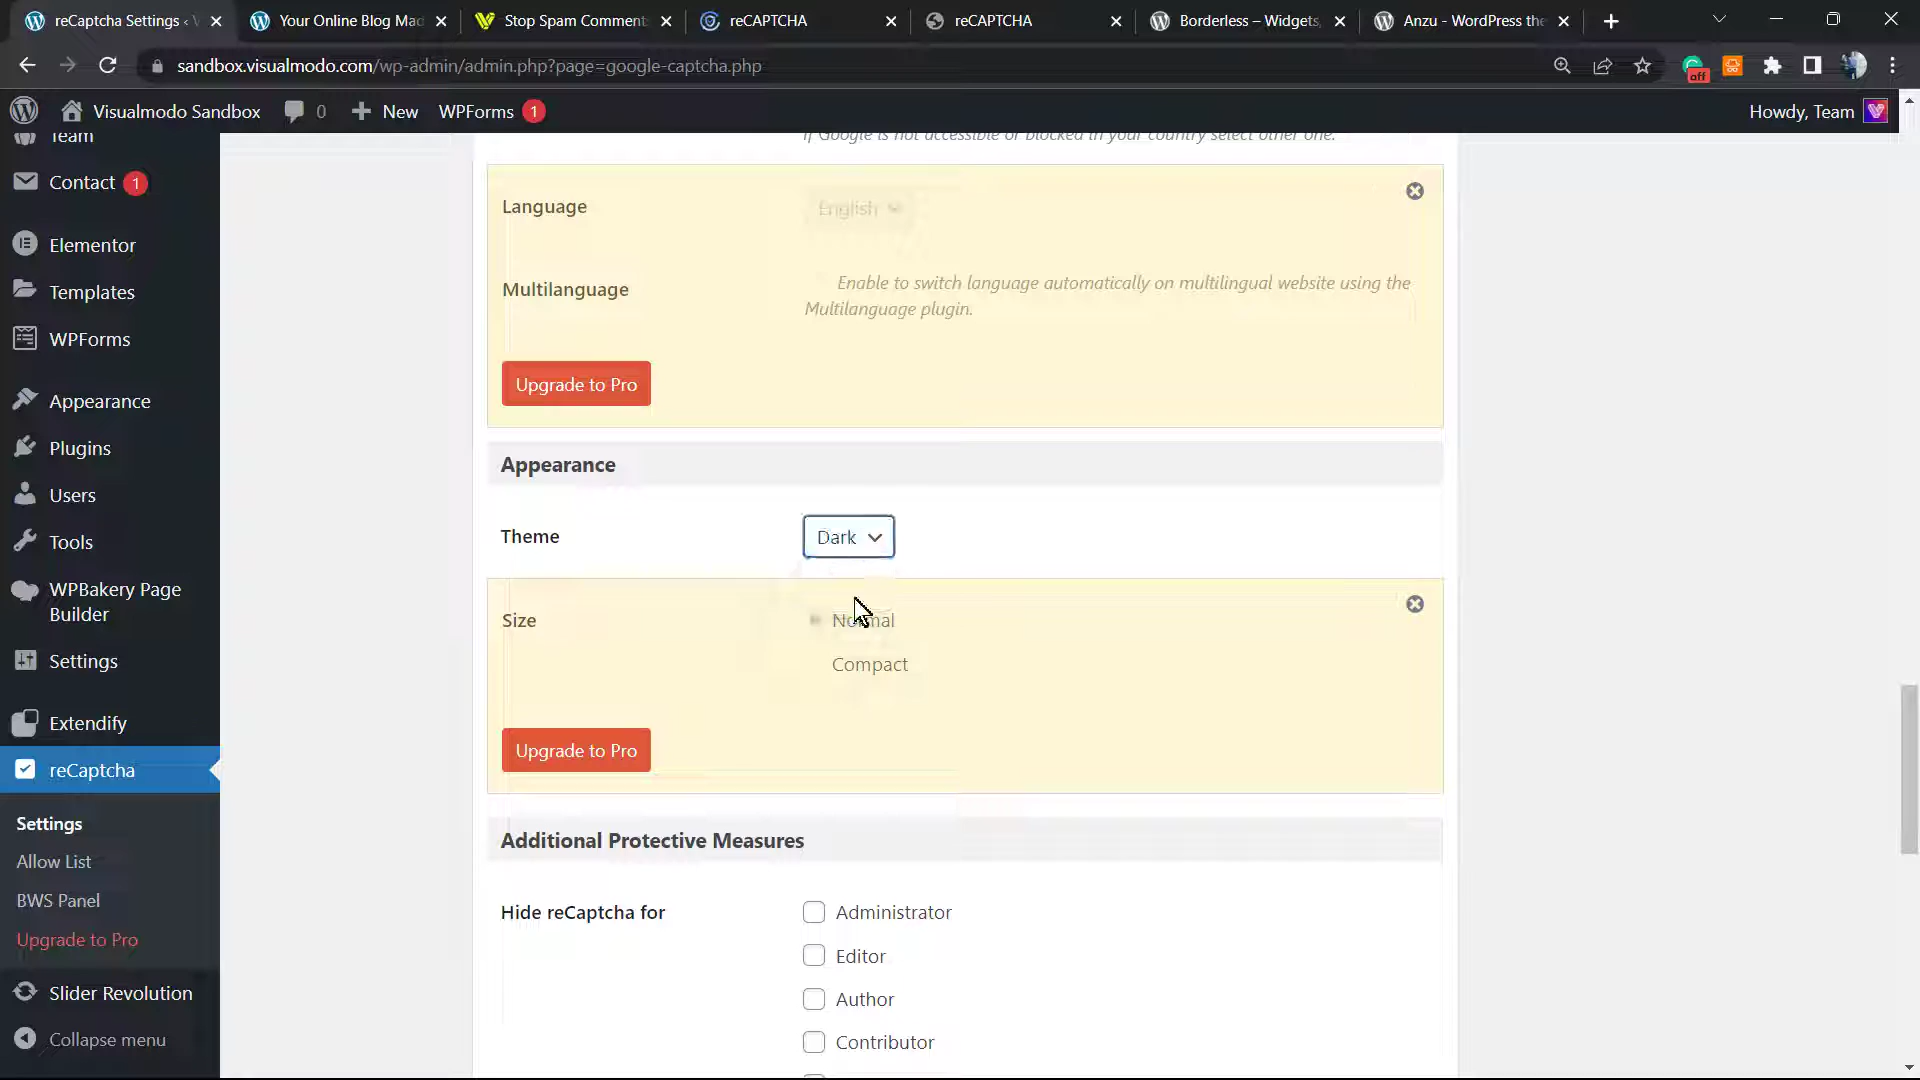 reCaptcha Settings ‹ V
Your Online Blog Mad
Stop Spam Comment
reCAPTCHA
reCAPTCHA
Borderless – Widgets,
Anzu - WordPress the
sandbox.visualmodo.com/wp-admin/admin.php?page=google-captcha.php
off
Visualmodo Sandbox
0
New
WPForms 1
Howdy, Team
Team
Contact 1
Elementor
Templates
WPForms
Appearance
Plugins
Users
Tools
WPBakery Page
Builder
Settings
Extendify
reCaptcha
Settings
Allow List
BWS Panel
Upgrade to Pro
Slider Revolution
Collapse menu
If Google is not accessible or blocked in your country select other one.
Language
English
Multilanguage
Enable to switch language automatically on multilingual website using the
Multilanguage plugin.
Upgrade to Pro
Appearance
Theme
Dark
Size
Normal
Compact
Upgrade to Pro
Additional Protective Measures
Hide reCaptcha for
Administrator
Editor
Author
Contributor